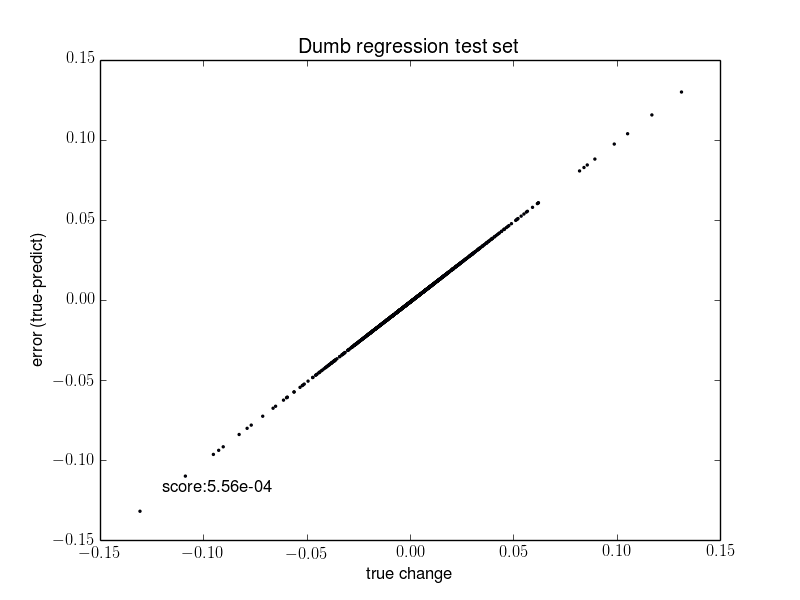 Dumb regression test set
0.15
0.10
0.05
0.00
−0.05
−0.10
−0.15
error (true-predict)
score:5.56e-04
−0.15 −0.10 −0.05 0.00 0.05 0.10 0.15
true change